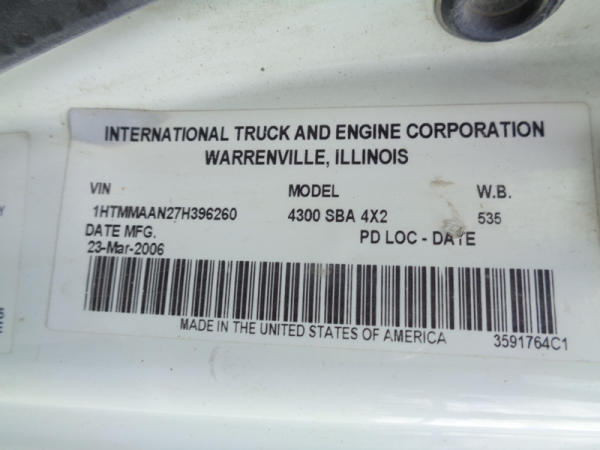 INTERNATIONAL TRUCK AND ENGINE CORPORATION
WARRENVILLE, ILLINOIS
VIN MODEL W.B.
1HTMMAAN27H396260 4300 SBA 4X2 535
DATE MFG. PD LOC - DATE
23-Mar-2006
MADE IN THE UNITED STATES OF AMERICA 3591764C1